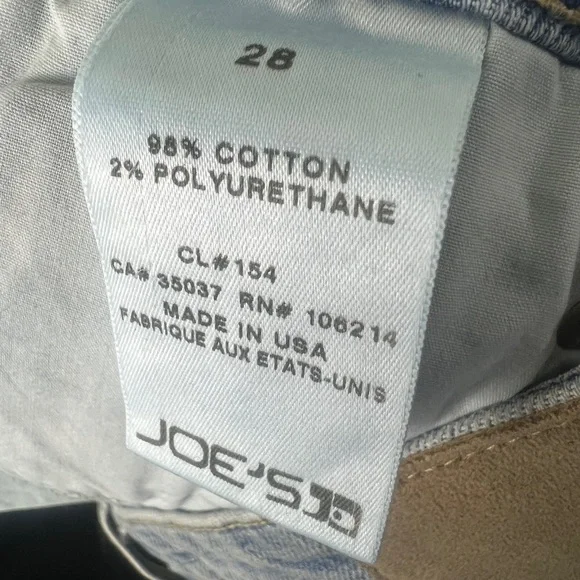 28
98% COTTON
2% POLYURETHANE
CL#154
CA# 35037 RN# 106214
MADE IN USA
FABRIQUE AUX ETATS-UNIS
JOE'S